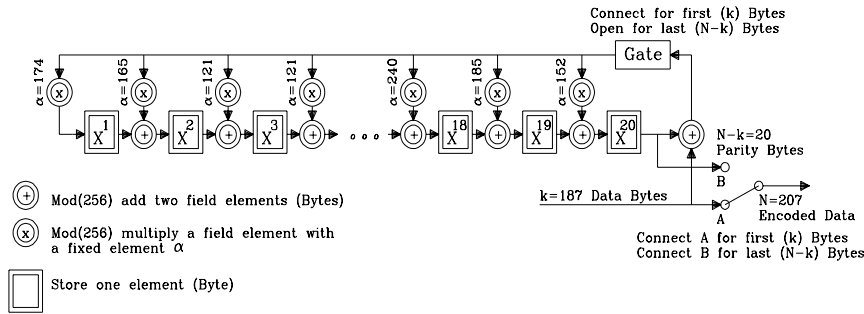 Connect for first (k) Bytes
Open for last (N-k) Bytes
Gate
α=174
α=165
α=121
α=121
α=240
α=185
α=152
x x x x x x x
X1 + X2 + X3 + o o o + X18 + X19 + X20 +
N-k=20
Parity Bytes
B
k=187 Data Bytes
A
N=207
Encoded Data
Connect A for first (k) Bytes
Connect B for last (N-k) Bytes
+ Mod(256) add two field elements (Bytes)
x Mod(256) multiply a field element with
a fixed element α
Store one element (Byte)